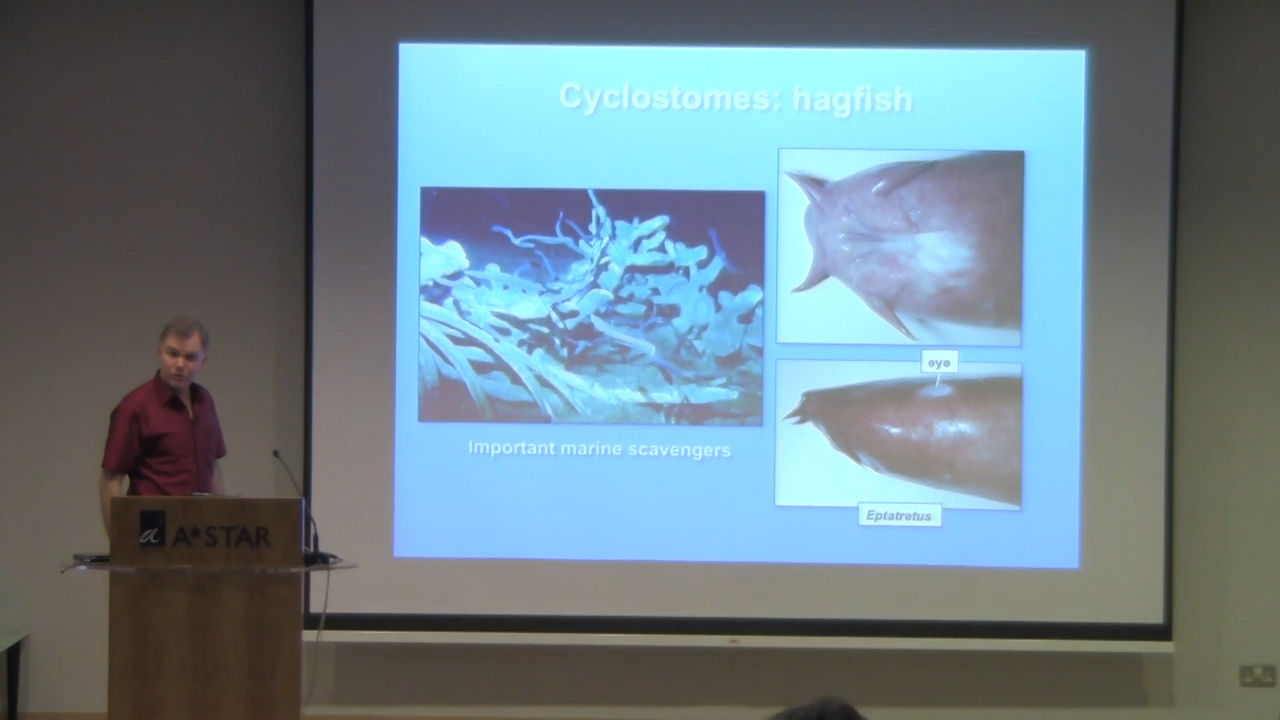 Cyclostomes: hagfish
eye
Important marine scavengers
Eptatretus
a A*STAR